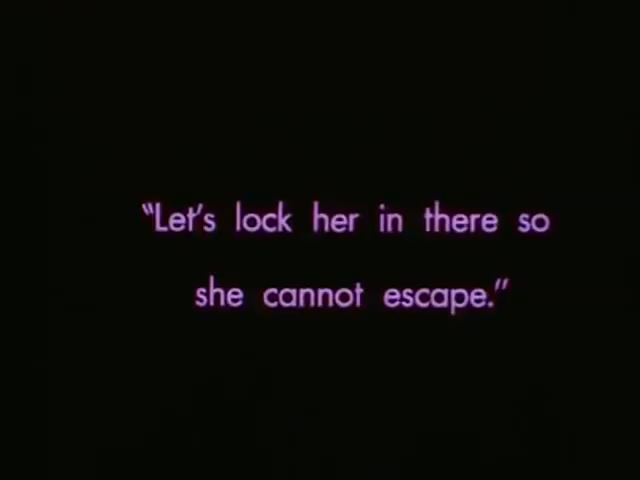 “Let’s lock her in there so
she cannot escape.”